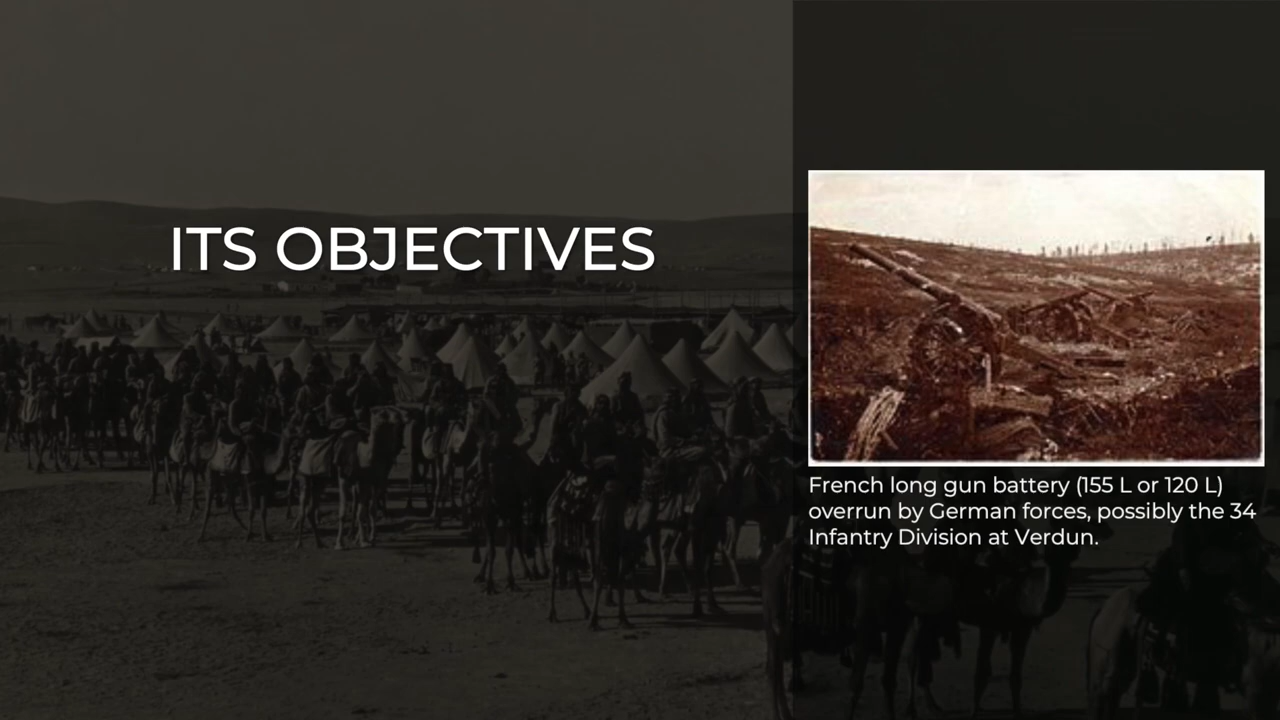 ITS OBJECTIVES
French long gun battery (155 L or 120 L)
overrun by German forces, possibly the 34
Infantry Division at Verdun.